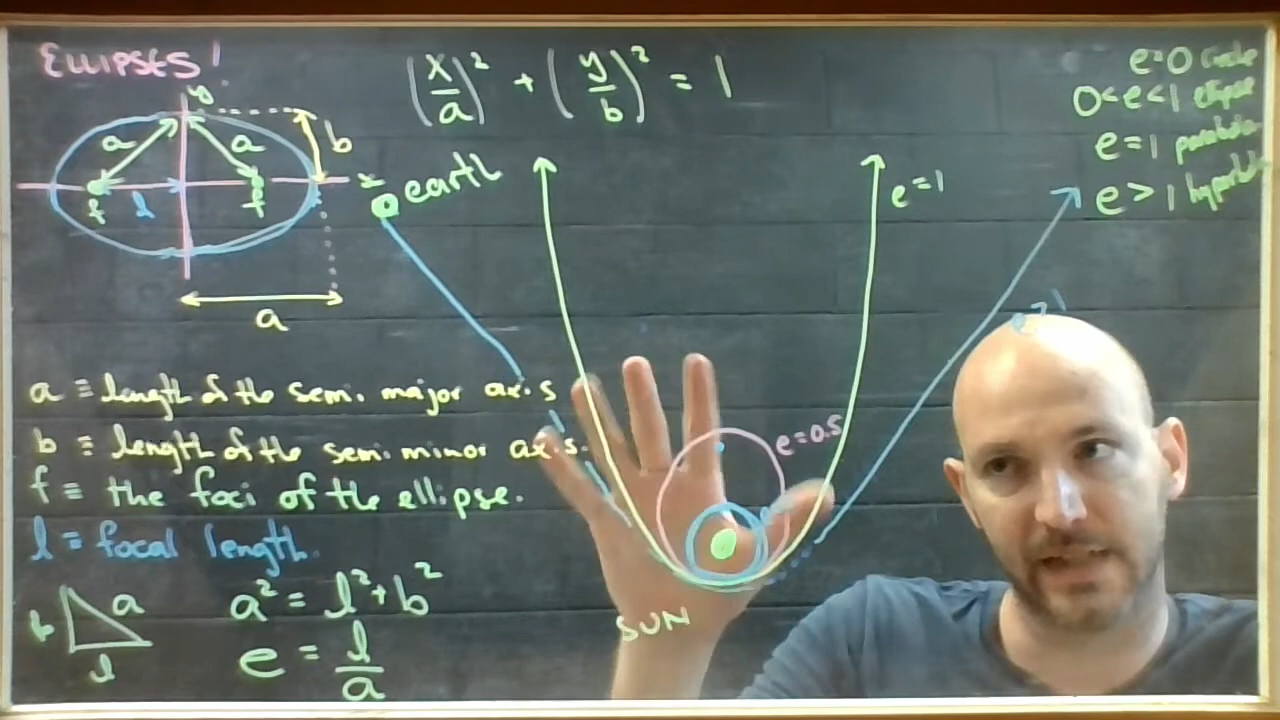 ELLIPSES!
(x/a)² + (y/b)² = 1
e=0 circle
0<e<1 ellipse
e=1 parabola
e>1 hyperbola
y
a a b
x
f l f
a
earth
e=1
e>1
e=0.5
SUN
a ≡ length of the semi. major axis
b ≡ length of the semi minor axis.
f ≡ the foci of the ellipse.
l ≡ focal length.
b a
l
a² = l² + b²
e = l/a